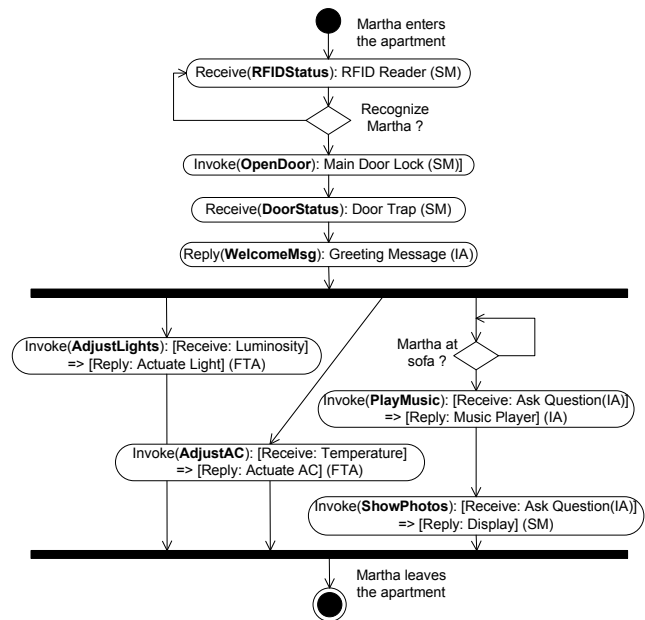 Martha enters
the apartment
Receive(RFIDStatus): RFID Reader (SM)
Recognize
Martha ?
Invoke(OpenDoor): Main Door Lock (SM)]
Receive(DoorStatus): Door Trap (SM)
Reply(WelcomeMsg): Greeting Message (IA)
Invoke(AdjustLights): [Receive: Luminosity]
=> [Reply: Actuate Light] (FTA)
Martha at
sofa ?
Invoke(PlayMusic): [Receive: Ask Question(IA)]
=> [Reply: Music Player] (IA)
Invoke(AdjustAC): [Receive: Temperature]
=> [Reply: Actuate AC] (FTA)
Invoke(ShowPhotos): [Receive: Ask Question(IA)]
=> [Reply: Display] (SM)
Martha leaves
the apartment